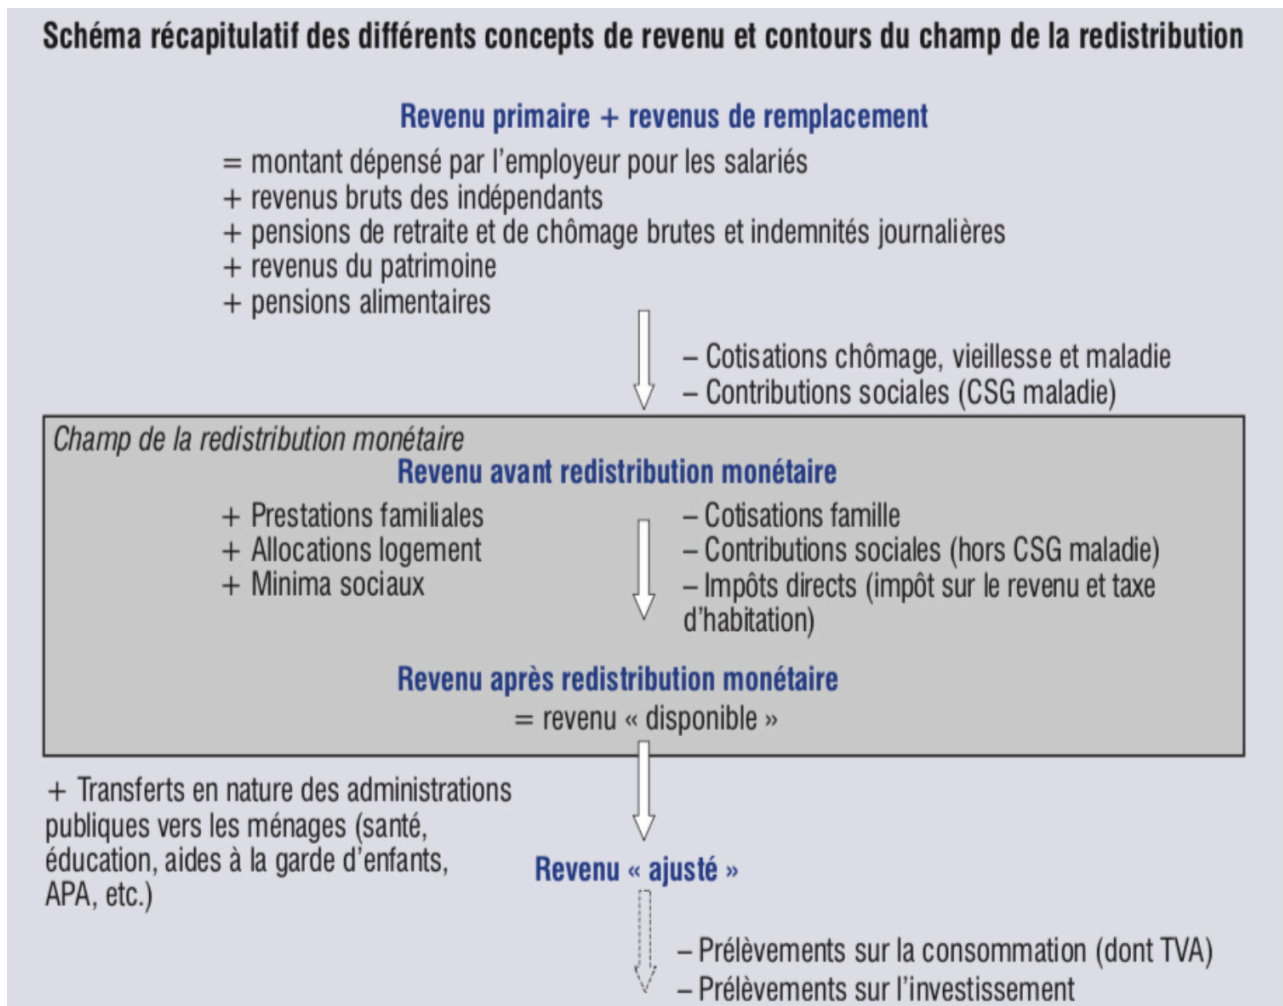 Schéma récapitulatif des différents concepts de revenu et contours du champ de la redistribution
Revenu primaire + revenus de remplacement
= montant dépensé par l'employeur pour les salariés
+ revenus bruts des indépendants
+ pensions de retraite et de chômage brutes et indemnités journalières
+ revenus du patrimoine
+ pensions alimentaires
– Cotisations chômage, vieillesse et maladie
– Contributions sociales (CSG maladie)
Champ de la redistribution monétaire
Revenu avant redistribution monétaire
+ Prestations familiales
+ Allocations logement
+ Minima sociaux
– Cotisations famille
– Contributions sociales (hors CSG maladie)
– Impôts directs (impôt sur le revenu et taxe
d'habitation)
Revenu après redistribution monétaire
= revenu « disponible »
+ Transferts en nature des administrations
publiques vers les ménages (santé,
éducation, aides à la garde d'enfants,
APA, etc.)
Revenu « ajusté »
– Prélèvements sur la consommation (dont TVA)
– Prélèvements sur l'investissement